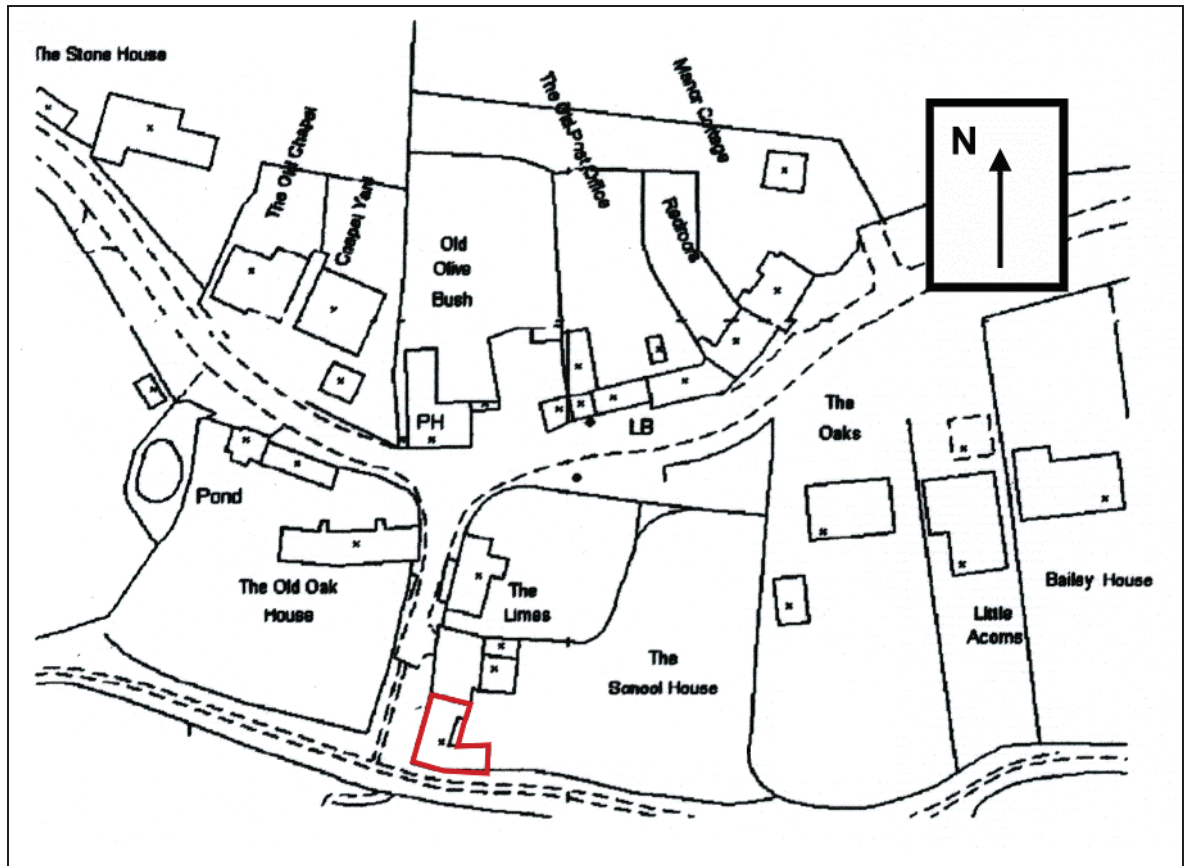 The Stone House
The Old Chapel
Chapel Yard
Old
Olive
Bush
The Old Post Office
Redroofs
Manor Cottage
N
PH
LB
The
Oaks
Pond
The Old Oak
House
The
Limes
The
School House
Little
Acorns
Bailey House